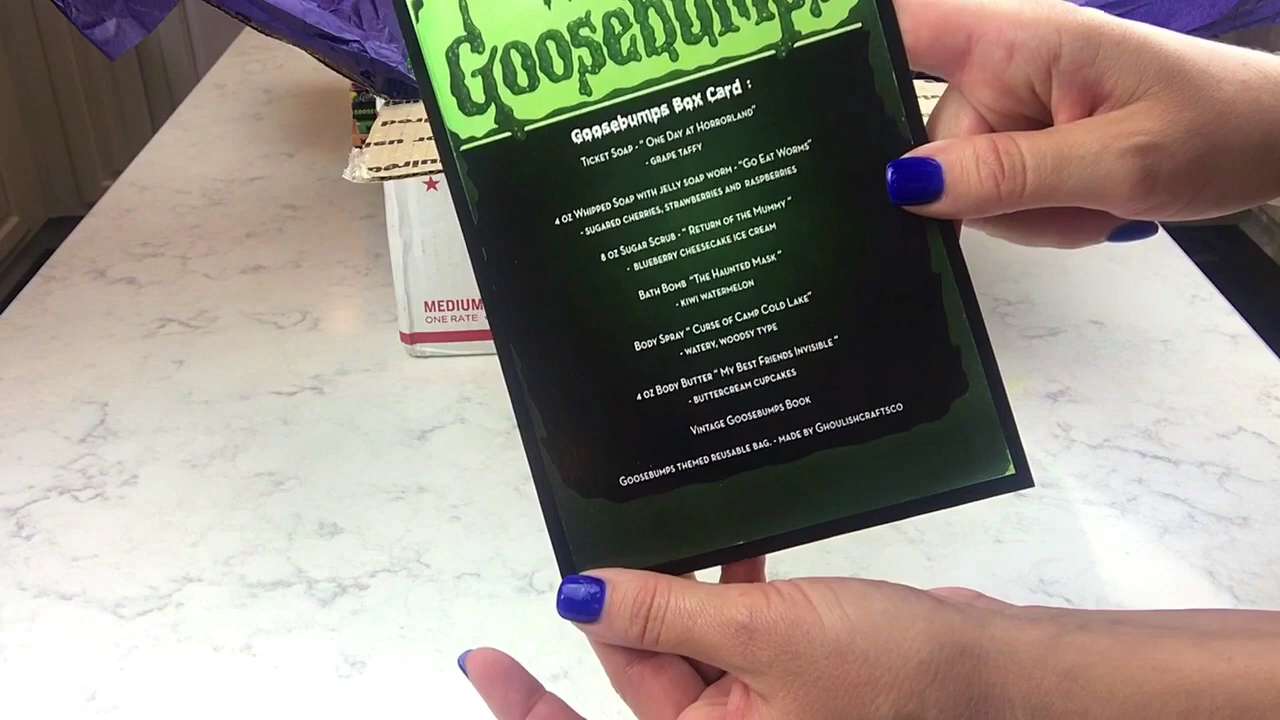 Goosebumps
Goosebumps Box Card :
Ticket Soap - " One Day at Horrorland"
- grape taffy
4 oz Whipped Soap with jelly soap worm - "Go Eat Worms"
- sugared cherries, strawberries and raspberries
8 oz Sugar Scrub - " Return of the Mummy "
- blueberry cheesecake ice cream
Bath Bomb "The Haunted Mask "
- kiwi watermelon
Body Spray " Curse of Camp Cold Lake"
- watery, woodsy type
4 oz Body Butter " My Best Friends Invisible "
- buttercream cupcakes
Vintage Goosebumps Book
Goosebumps themed reusable bag. - made by Ghoulishcraftsco
MEDIUM
ONE RATE